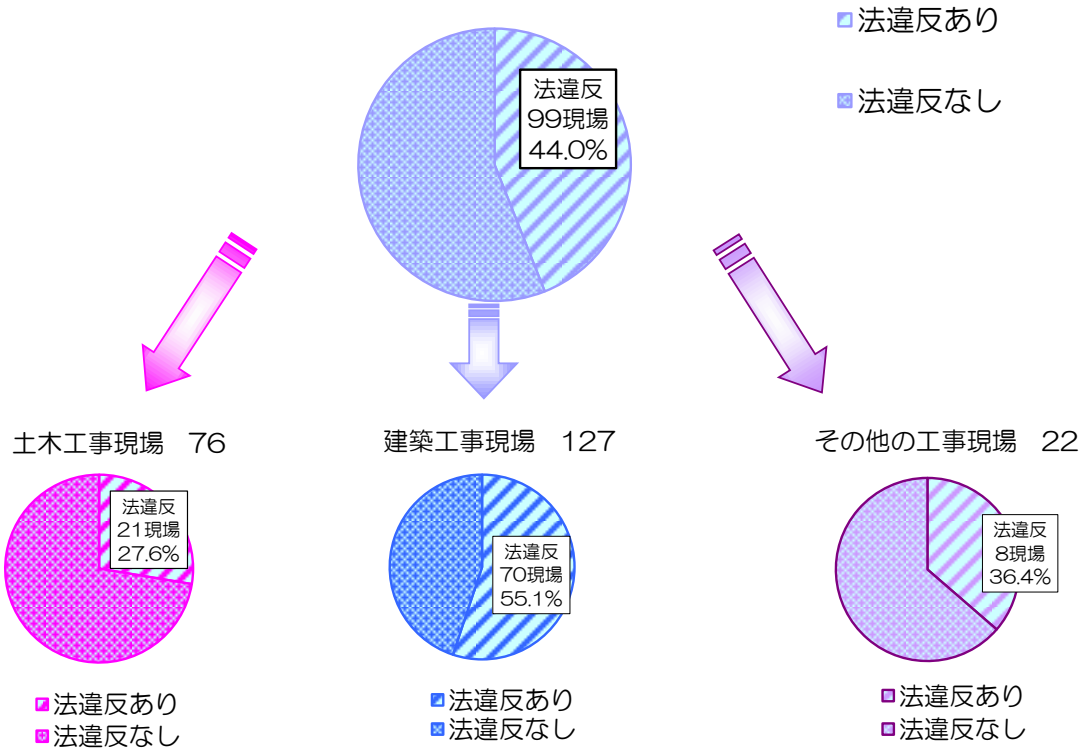 法違反あり
法違反なし
法違反
99現場
44.0%
土木工事現場　76
建築工事現場　127
その他の工事現場　22
法違反
21現場
27.6%
法違反
70現場
55.1%
法違反
8現場
36.4%
法違反あり
法違反なし
法違反あり
法違反なし
法違反あり
法違反なし